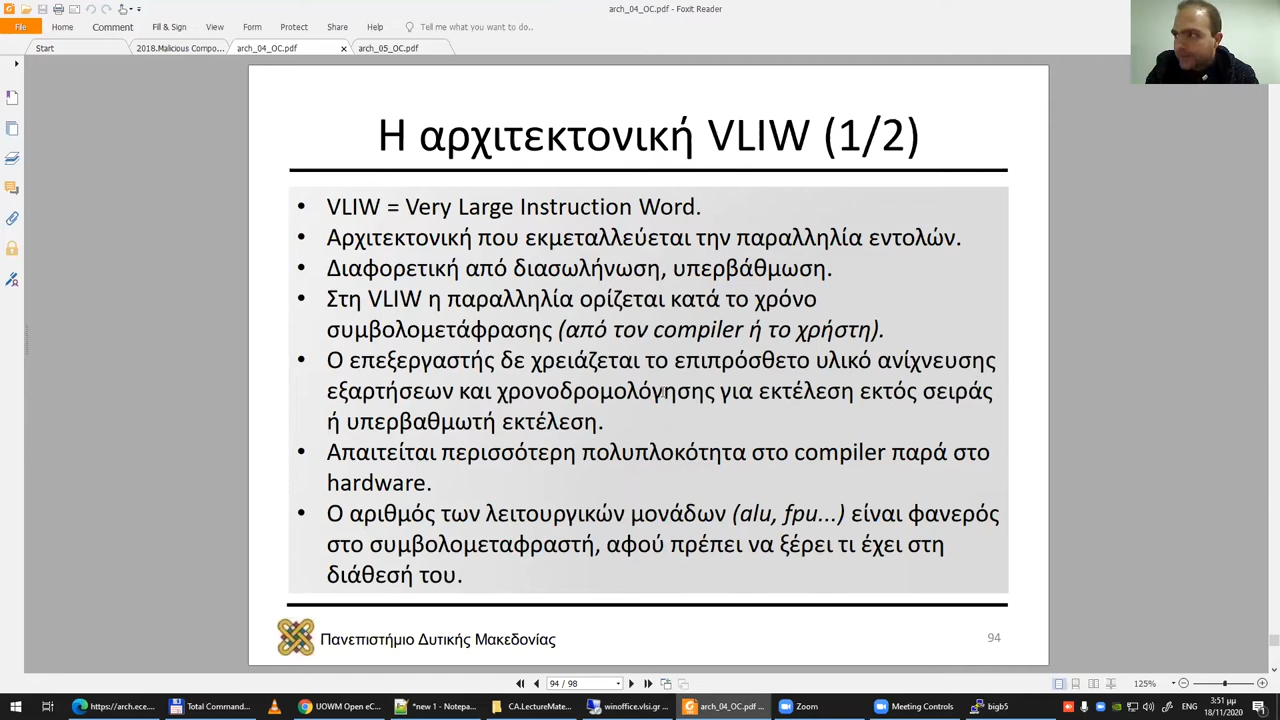 arch_04_OC.pdf - Foxit Reader
File Home Comment Fill & Sign View Form Protect Share Help Tell me what you want to do...
Start 2018.Malicious Compo... arch_04_OC.pdf arch_05_OC.pdf
Η αρχιτεκτονική VLIW (1/2)
• VLIW = Very Large Instruction Word.
• Αρχιτεκτονική που εκμεταλλεύεται την παραλληλία εντολών.
• Διαφορετική από διασωλήνωση, υπερβάθμωση.
• Στη VLIW η παραλληλία ορίζεται κατά το χρόνο
συμβολομετάφρασης (από τον compiler ή το χρήστη).
• Ο επεξεργαστής δε χρειάζεται το επιπρόσθετο υλικό ανίχνευσης
εξαρτήσεων και χρονοδρομολόγησης για εκτέλεση εκτός σειράς
ή υπερβαθμωτή εκτέλεση.
• Απαιτείται περισσότερη πολυπλοκότητα στο compiler παρά στο
hardware.
• Ο αριθμός των λειτουργικών μονάδων (alu, fpu...) είναι φανερός
στο συμβολομεταφραστή, αφού πρέπει να ξέρει τι έχει στη
διάθεσή του.
Πανεπιστήμιο Δυτικής Μακεδονίας
94
94 / 98
125%
https://arch.ece.... Total Command... UOWM Open eC... *new 1 - Notepa... CA.LectureMate... winoffice.vlsi.gr ... arch_04_OC.pdf ... Zoom Meeting Controls bigb5
3:51 μμ
18/11/2020